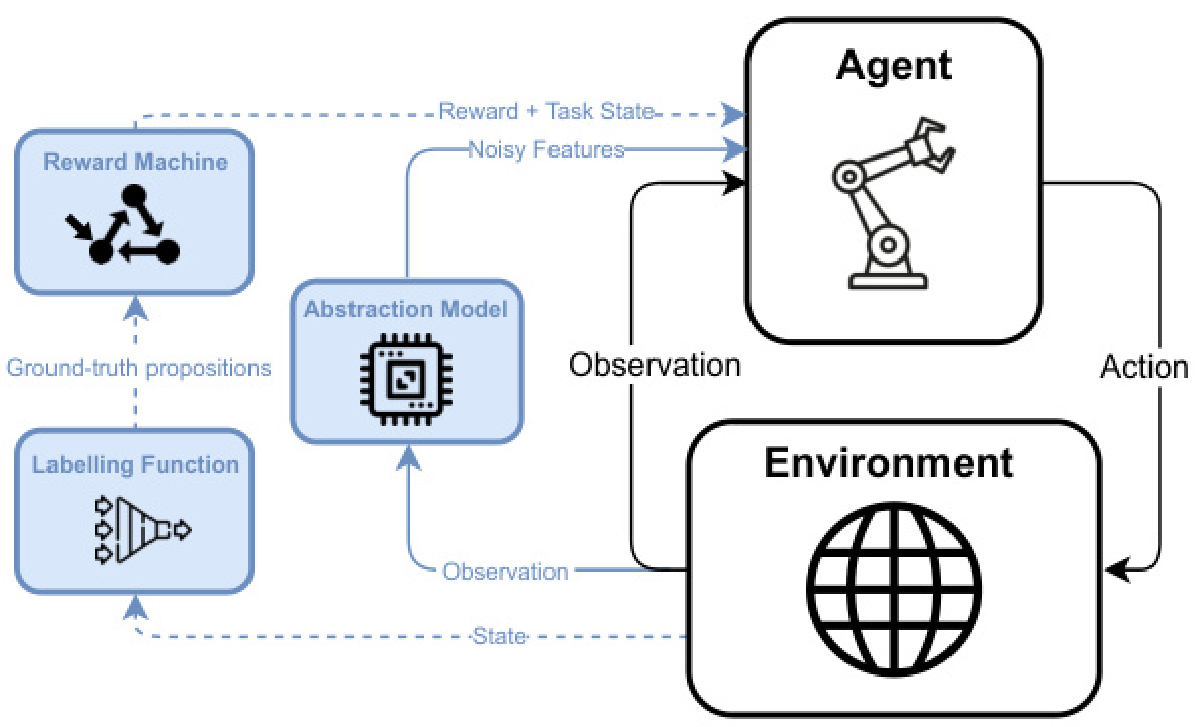 Agent
Reward + Task State
Noisy Features
Reward Machine
Abstraction Model
Ground-truth propositions
Observation
Action
Labelling Function
Environment
Observation
State